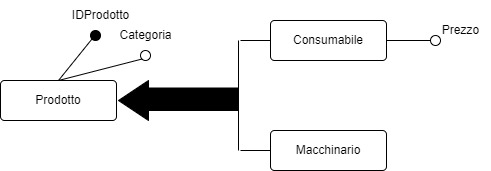 IDProdotto
Categoria
Prodotto
Consumabile
Prezzo
Macchinario